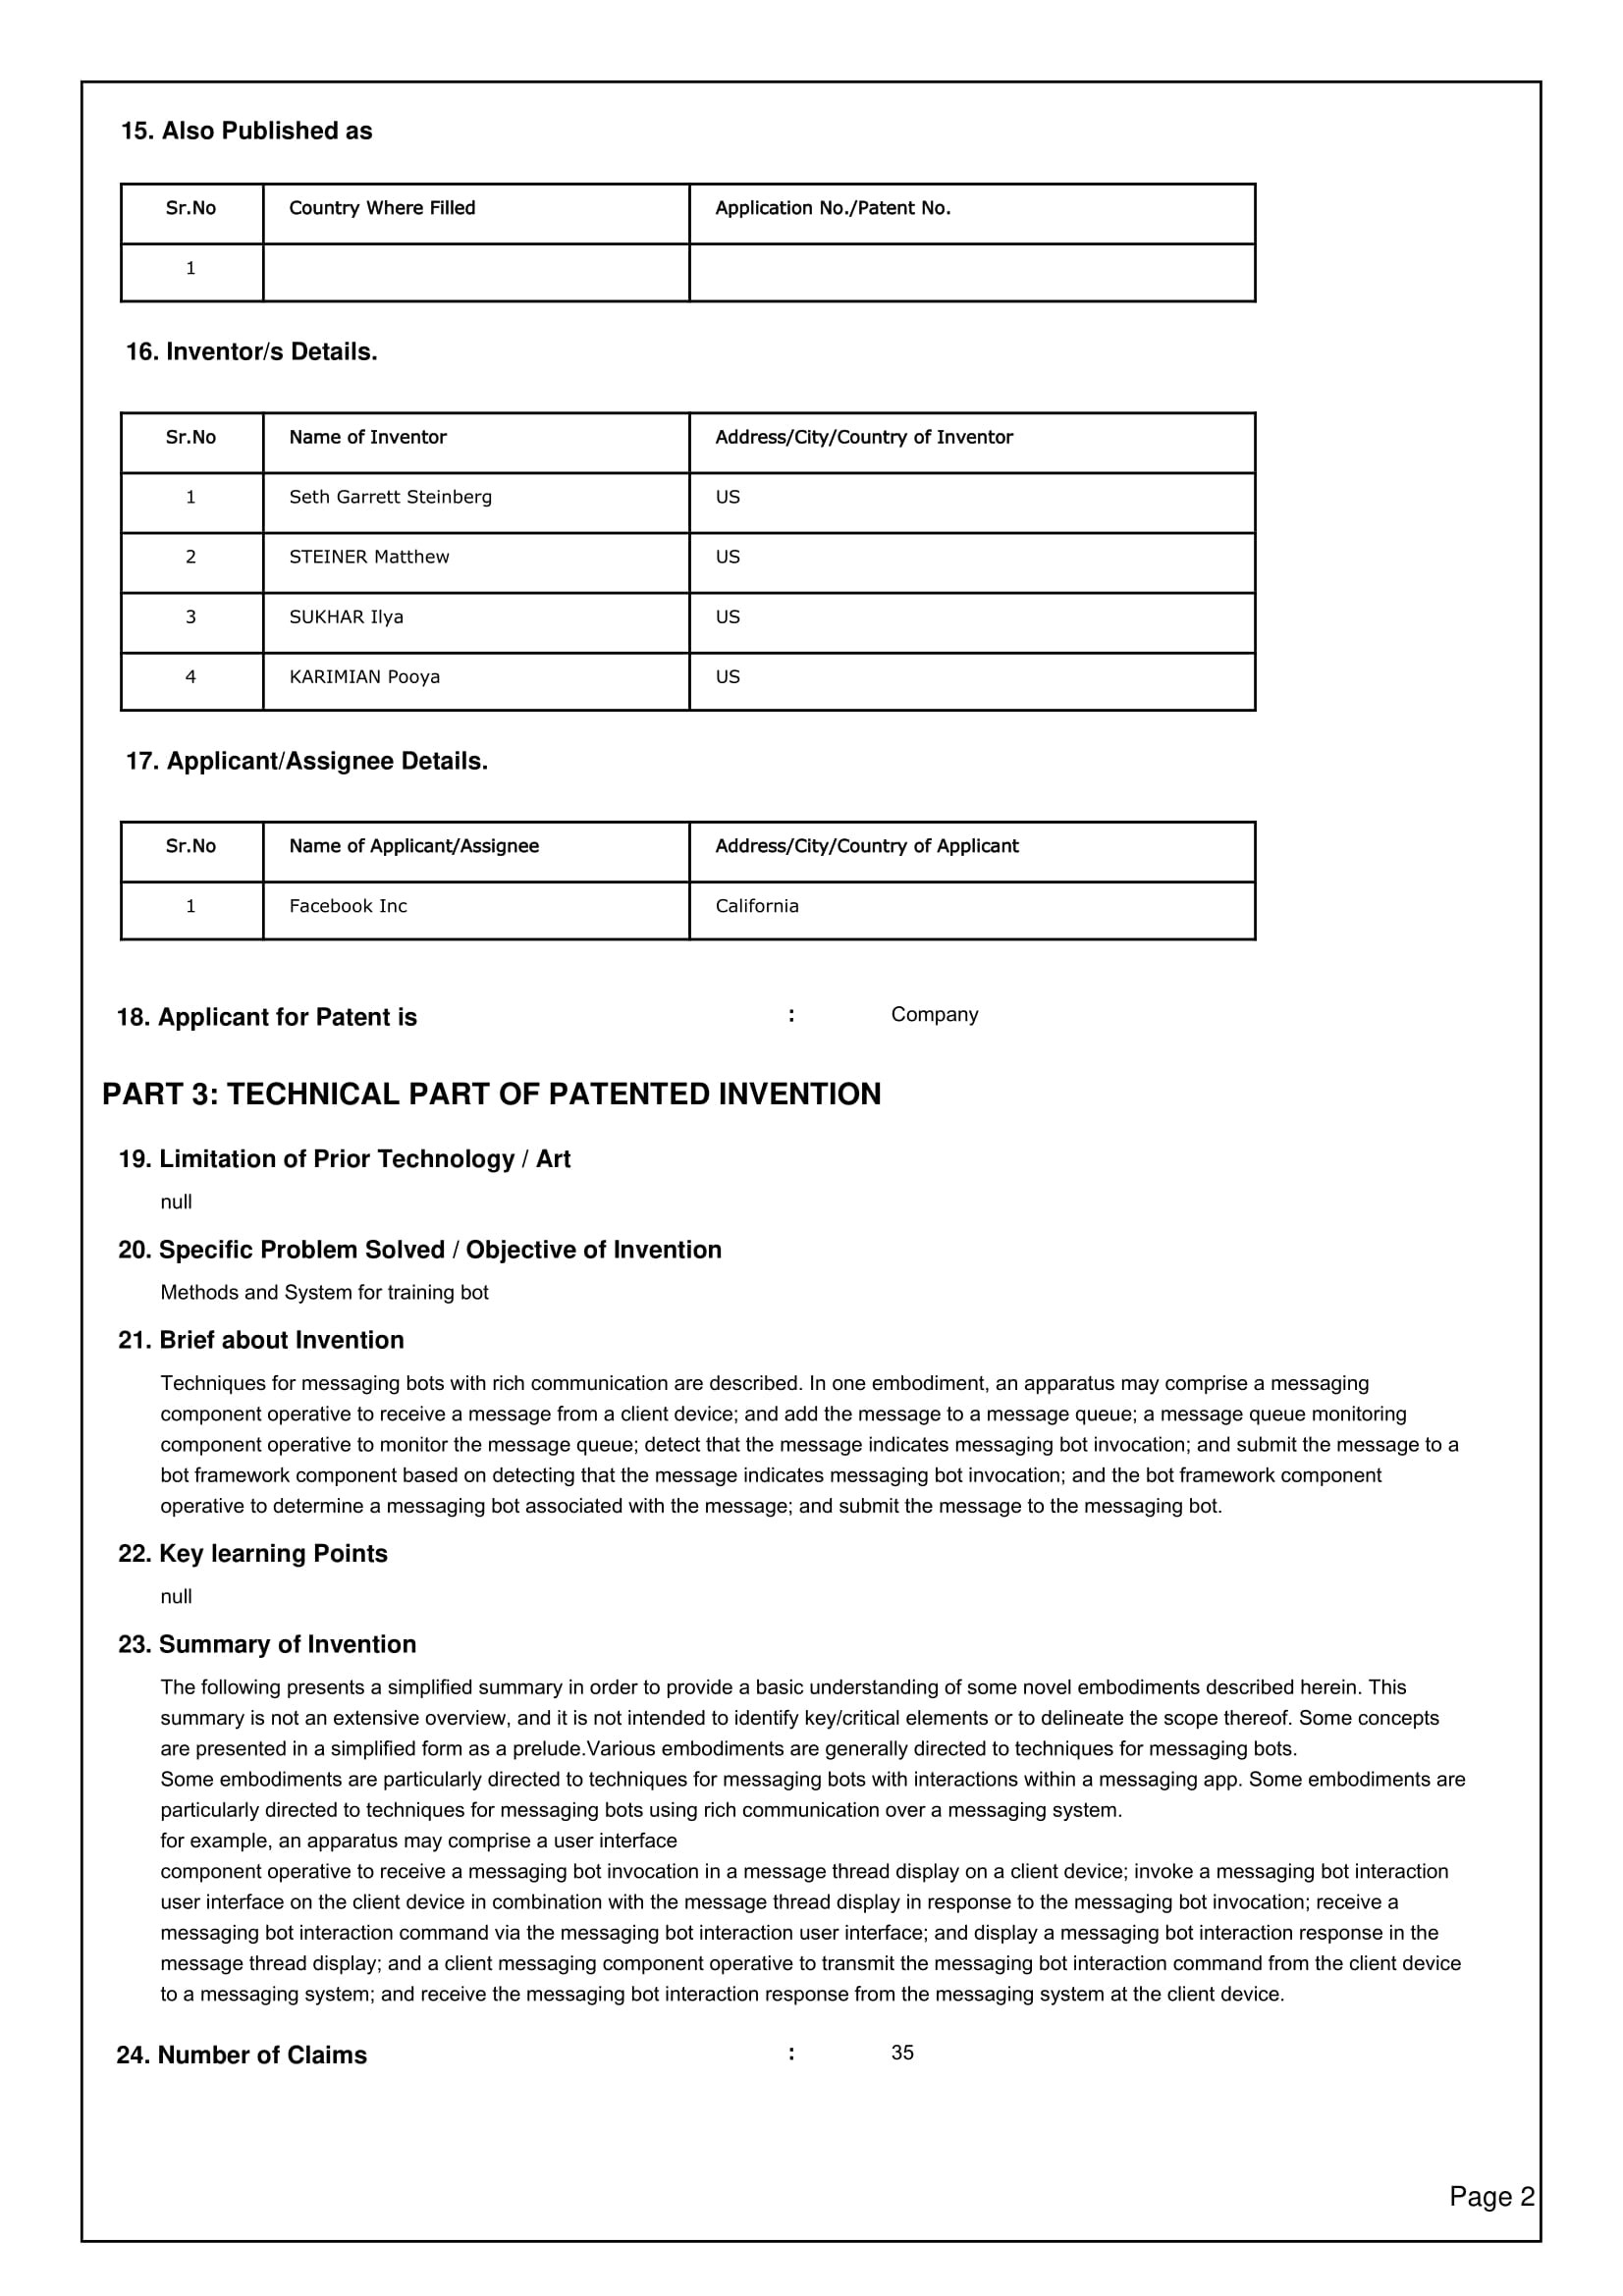 15. Also Published as
Sr.No Country Where Filled Application No./Patent No.
1
16. Inventor/s Details.
Sr.No Name of Inventor Address/City/Country of Inventor
1 Seth Garrett Steinberg US
2 STEINER Matthew US
3 SUKHAR Ilya US
4 KARIMIAN Pooya US
17. Applicant/Assignee Details.
Sr.No Name of Applicant/Assignee Address/City/Country of Applicant
1 Facebook Inc California
18. Applicant for Patent is : Company
PART 3: TECHNICAL PART OF PATENTED INVENTION
19. Limitation of Prior Technology / Art
null
20. Specific Problem Solved / Objective of Invention
Methods and System for training bot
21. Brief about Invention
Techniques for messaging bots with rich communication are described. In one embodiment, an apparatus may comprise a messaging
component operative to receive a message from a client device; and add the message to a message queue; a message queue monitoring
component operative to monitor the message queue; detect that the message indicates messaging bot invocation; and submit the message to a
bot framework component based on detecting that the message indicates messaging bot invocation; and the bot framework component
operative to determine a messaging bot associated with the message; and submit the message to the messaging bot.
22. Key learning Points
null
23. Summary of Invention
The following presents a simplified summary in order to provide a basic understanding of some novel embodiments described herein. This
summary is not an extensive overview, and it is not intended to identify key/critical elements or to delineate the scope thereof. Some concepts
are presented in a simplified form as a prelude.Various embodiments are generally directed to techniques for messaging bots.
Some embodiments are particularly directed to techniques for messaging bots with interactions within a messaging app. Some embodiments are
particularly directed to techniques for messaging bots using rich communication over a messaging system.
for example, an apparatus may comprise a user interface
component operative to receive a messaging bot invocation in a message thread display on a client device; invoke a messaging bot interaction
user interface on the client device in combination with the message thread display in response to the messaging bot invocation; receive a
messaging bot interaction command via the messaging bot interaction user interface; and display a messaging bot interaction response in the
message thread display; and a client messaging component operative to transmit the messaging bot interaction command from the client device
to a messaging system; and receive the messaging bot interaction response from the messaging system at the client device.
24. Number of Claims : 35
Page 2